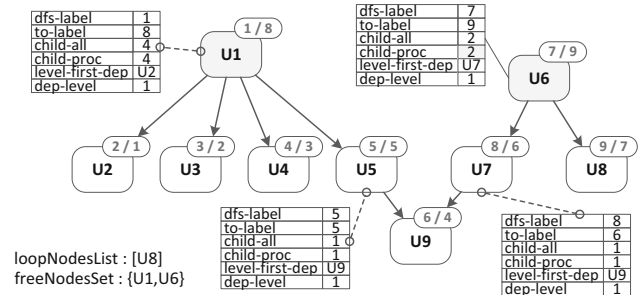 dfs-label 1
to-label 8
child-all 4
child-proc 4
level-first-dep U2
dep-level 1
1 / 8
U1
dfs-label 7
to-label 9
child-all 2
child-proc 2
level-first-dep U7
dep-level 1
7 / 9
U6
2 / 1
U2
3 / 2
U3
4 / 3
U4
5 / 5
U5
8 / 6
U7
9 / 7
U8
6 / 4
U9
dfs-label 5
to-label 5
child-all 1
child-proc 1
level-first-dep U9
dep-level 1
dfs-label 8
to-label 6
child-all 1
child-proc 1
level-first-dep U9
dep-level 1
loopNodesList : [U8]
freeNodesSet : {U1,U6}